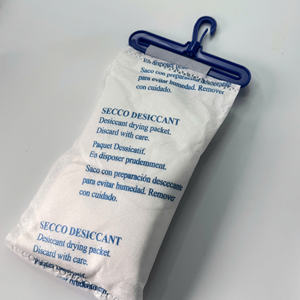 En disposer prudemment.
Saco con preparación desecante
para evitar humedad. Remover
con cuidado.
SECCO DESICCANT
Desiccant drying packet.
Discard with care.
Paquet Dessicatif.
En disposer prudemment.
Saco con preparación desecante
para evitar humedad. Remover
con cuidado.
SECCO DESICCANT
Desiccant drying packet.
Discard with care.
Paquet Dessicatif.